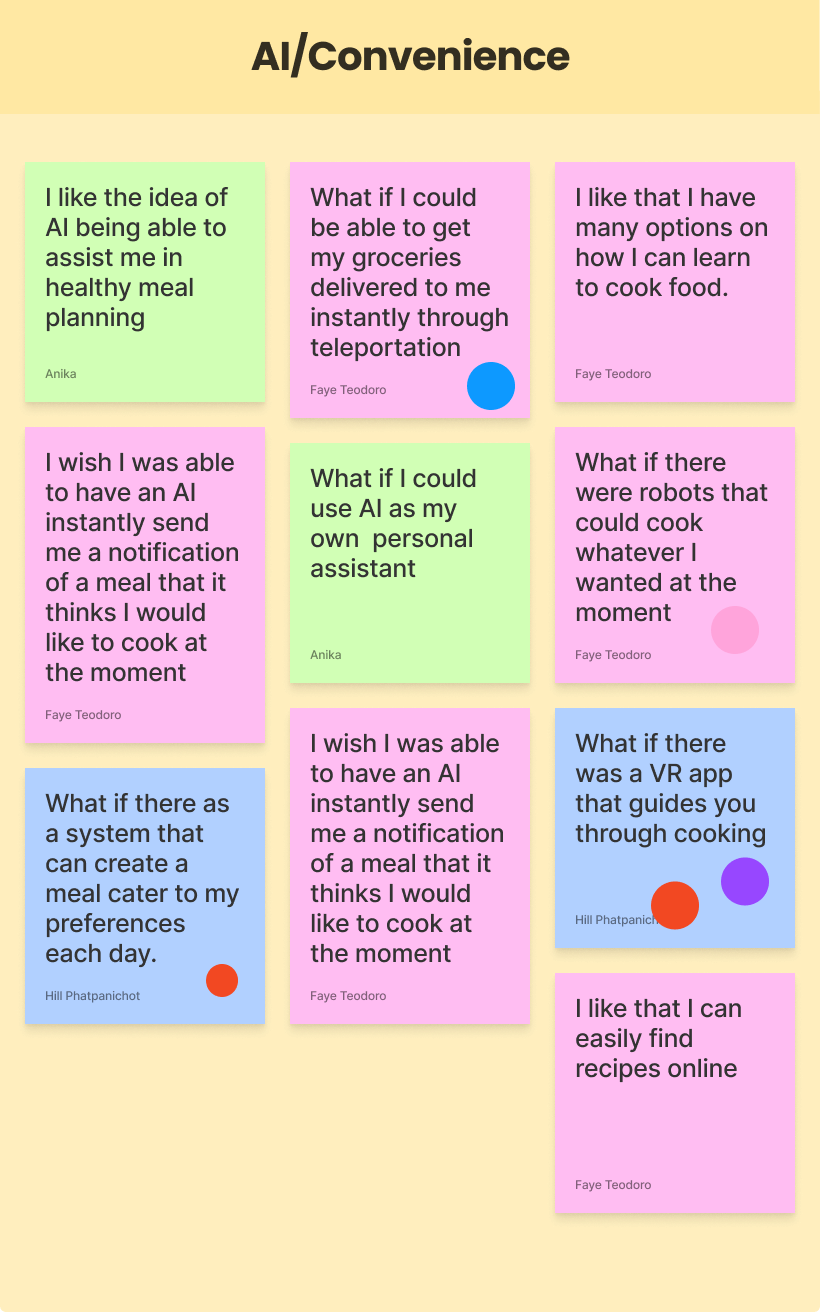 AI/Convenience
I like the idea of
AI being able to
assist me in
healthy meal
planning
Anika
What if I could
be able to get
my groceries
delivered to me
instantly through
teleportation
Faye Teodoro
I like that I have
many options on
how I can learn
to cook food.
Faye Teodoro
I wish I was able
to have an AI
instantly send
me a notification
of a meal that it
thinks I would
like to cook at
the moment
Faye Teodoro
What if I could
use AI as my
own  personal
assistant
Anika
What if there
were robots that
could cook
whatever I
wanted at the
moment
Faye Teodoro
What if there as
a system that
can create a
meal cater to my
preferences
each day.
Hill Phatpanichot
I wish I was able
to have an AI
instantly send
me a notification
of a meal that it
thinks I would
like to cook at
the moment
Faye Teodoro
What if there
was a VR app
that guides you
through cooking
Hill
I like that I can
easily find
recipes online
Faye Teodoro